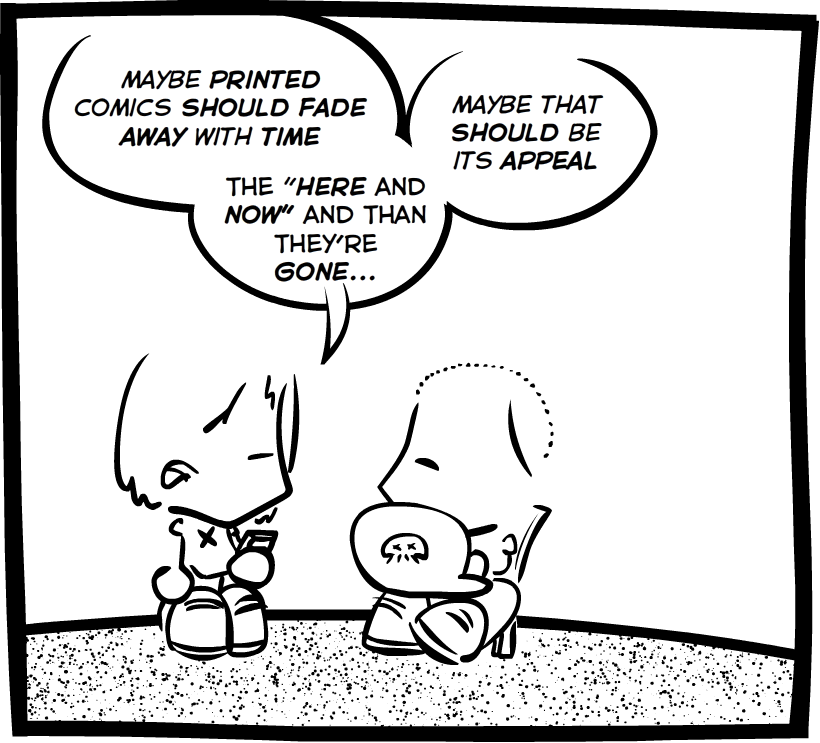 MAYBE PRINTED
COMICS SHOULD FADE
AWAY WITH TIME
MAYBE THAT
SHOULD BE
ITS APPEAL
THE "HERE AND
NOW" AND THAN
THEY'RE
GONE...